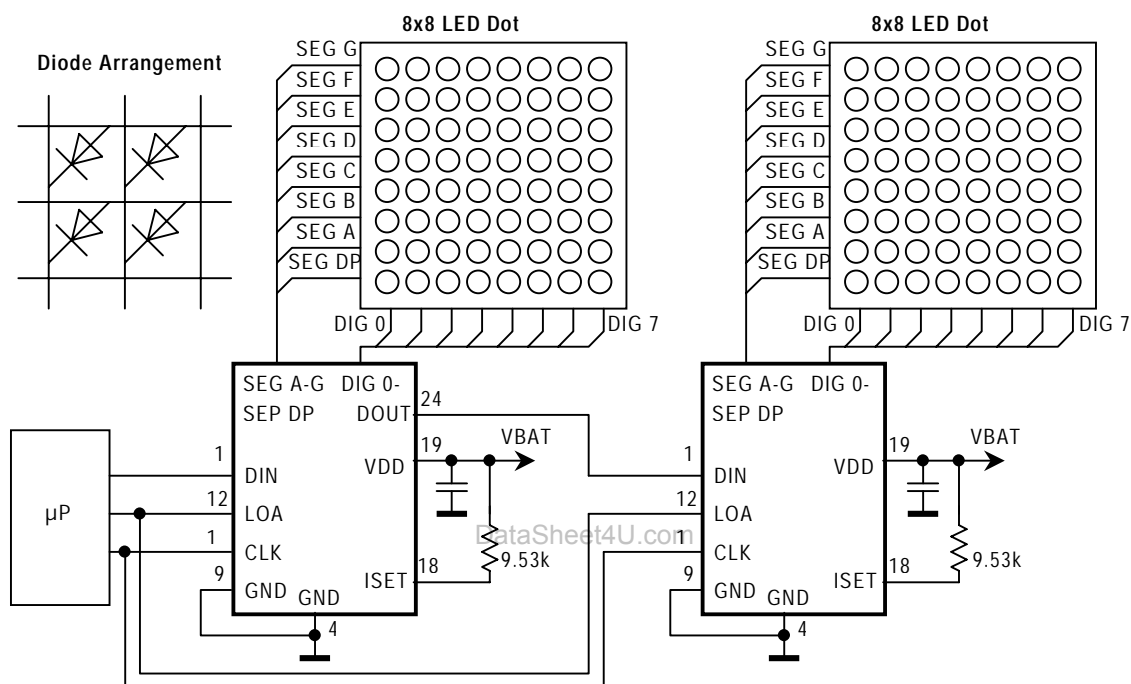 8x8 LED Dot
8x8 LED Dot
Diode Arrangement
SEG G
SEG F
SEG E
SEG D
SEG C
SEG B
SEG A
SEG DP
DIG 0
DIG 7
SEG G
SEG F
SEG E
SEG D
SEG C
SEG B
SEG A
SEG DP
DIG 0
DIG 7
µP
SEG A-G DIG 0-
SEP DP DOUT
24
VDD
19
VBAT
1
DIN
12
LOA
1
CLK
9
GND
GND
4
ISET
18
9.53k
DataSheet4U.com
SEG A-G DIG 0-
SEP DP
VDD
19
VBAT
1
DIN
12
LOA
1
CLK
9
GND
GND
4
ISET
18
9.53k